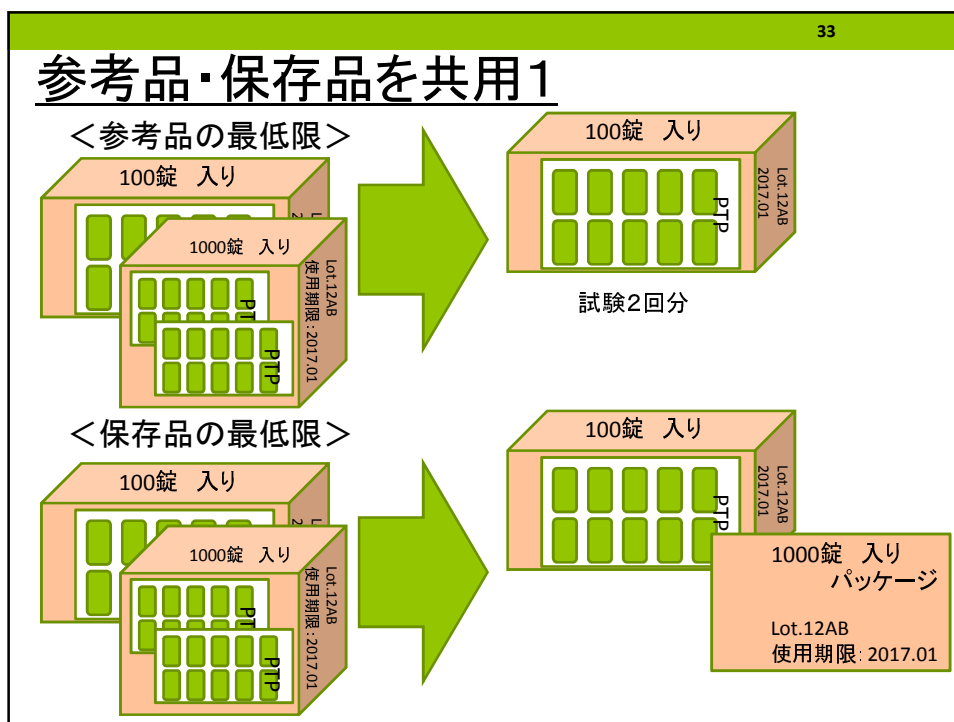 33
参考品・保存品を共用1
＜参考品の最低限＞
100錠 入り
1000錠 入り
Lot.12AB
使用期限：2017.01
PTP
PTP
100錠 入り
Lot.12AB
2017.01
PTP
試験2回分
＜保存品の最低限＞
100錠 入り
1000錠 入り
Lot.12AB
使用期限：2017.01
PTP
PTP
100錠 入り
Lot.12AB
2017.01
PTP
1000錠 入り
パッケージ
Lot.12AB
使用期限：2017.01